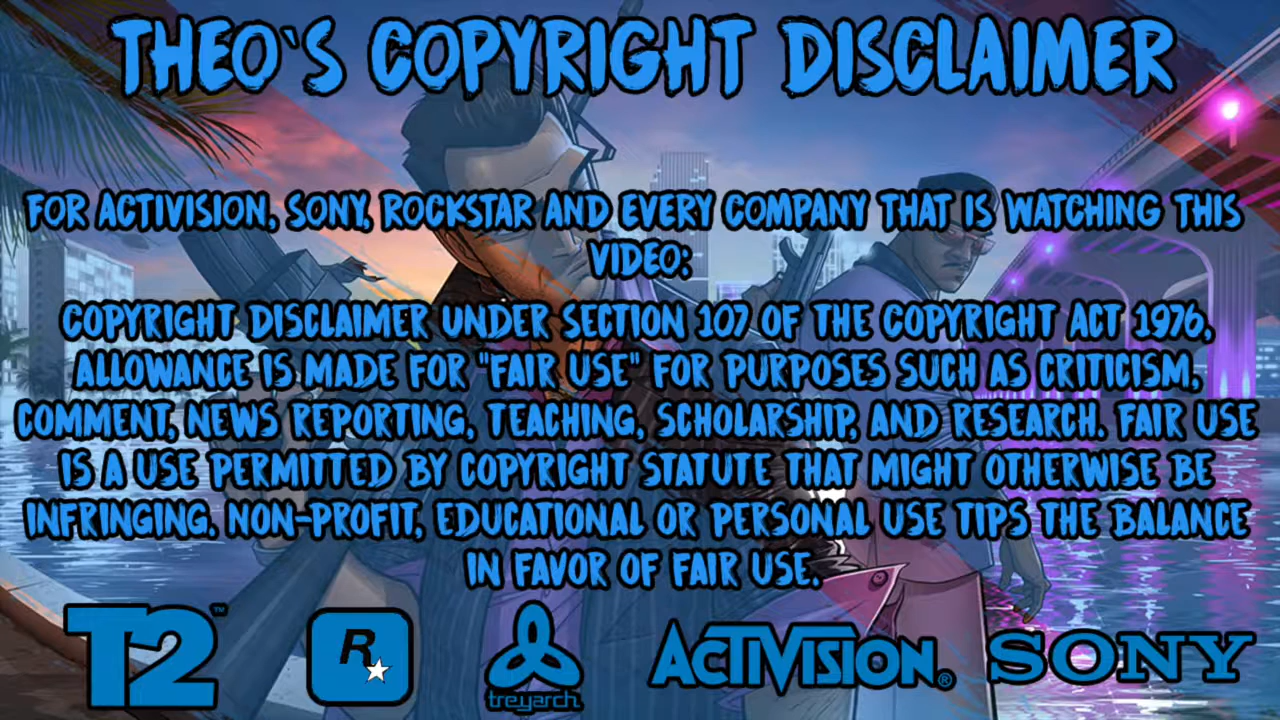 THEO`S COPYRIGHT DISCLAIMER
FOR ACTIVISION, SONY, ROCKSTAR AND EVERY COMPANY THAT IS WATCHING THIS
VIDEO:
COPYRIGHT DISCLAIMER UNDER SECTION 107 OF THE COPYRIGHT ACT 1976,
ALLOWANCE IS MADE FOR "FAIR USE" FOR PURPOSES SUCH AS CRITICISM,
COMMENT, NEWS REPORTING, TEACHING, SCHOLARSHIP, AND RESEARCH. FAIR USE
IS A USE PERMITTED BY COPYRIGHT STATUTE THAT MIGHT OTHERWISE BE
INFRINGING. NON-PROFIT, EDUCATIONAL OR PERSONAL USE TIPS THE BALANCE
IN FAVOR OF FAIR USE.
T2™ R treyarch ACTIVISION® SONY